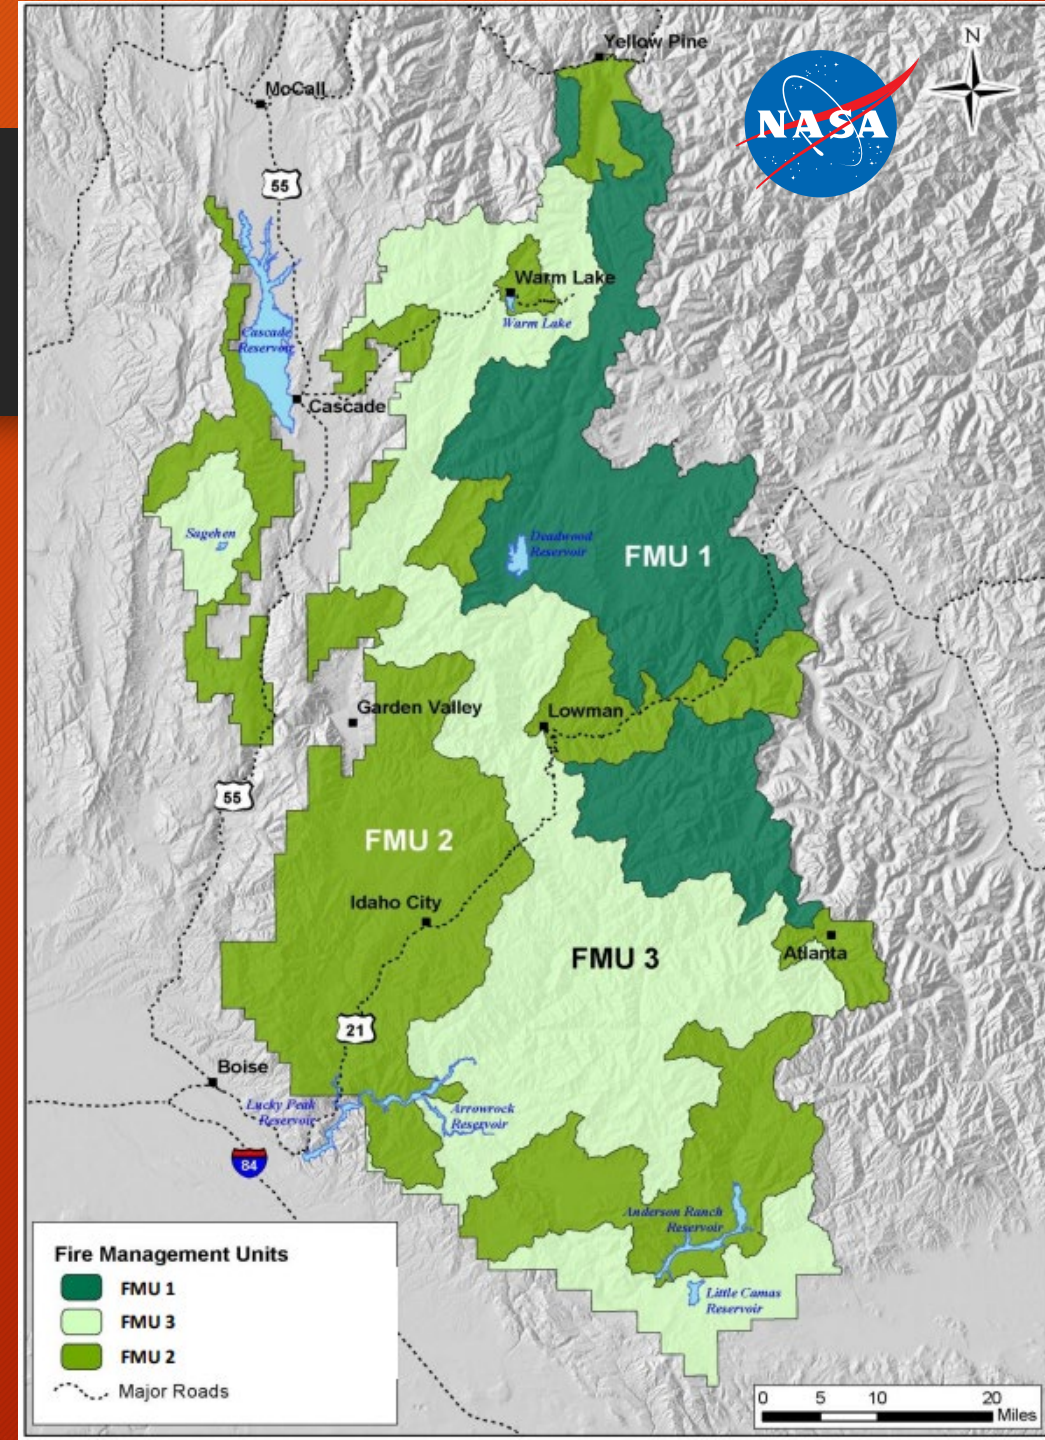 Yellow Pine
N
NASA
McCall
55
Warm Lake
Warm Lake
Cascade
Reservoir
Cascade
Sagehen
Deadwood
Reservoir
FMU 1
Garden Valley
Lowman
55
FMU 2
Idaho City
FMU 3
Atlanta
21
Boise
Lucky Peak
Reservoir
Arrowrock
Reservoir
84
Anderson Ranch
Reservoir
Little Camas
Reservoir
Fire Management Units
FMU 1
FMU 3
FMU 2
Major Roads
0 5 10 20
Miles